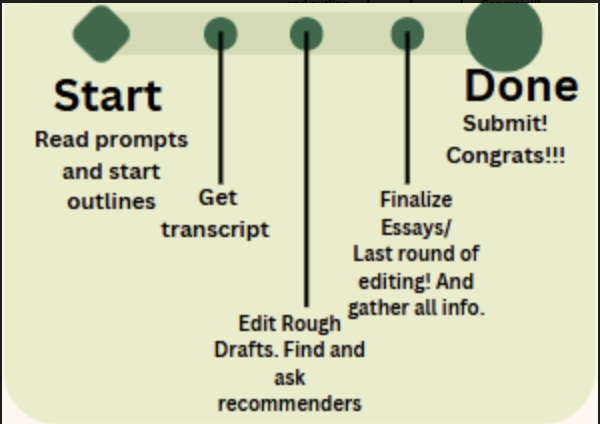 Start
Read prompts
and start
outlines
Get
transcript
Edit Rough
Drafts. Find and
ask
recommenders
Finalize
Essays/
Last round of
editing! And
gather all info.
Done
Submit!
Congrats!!!